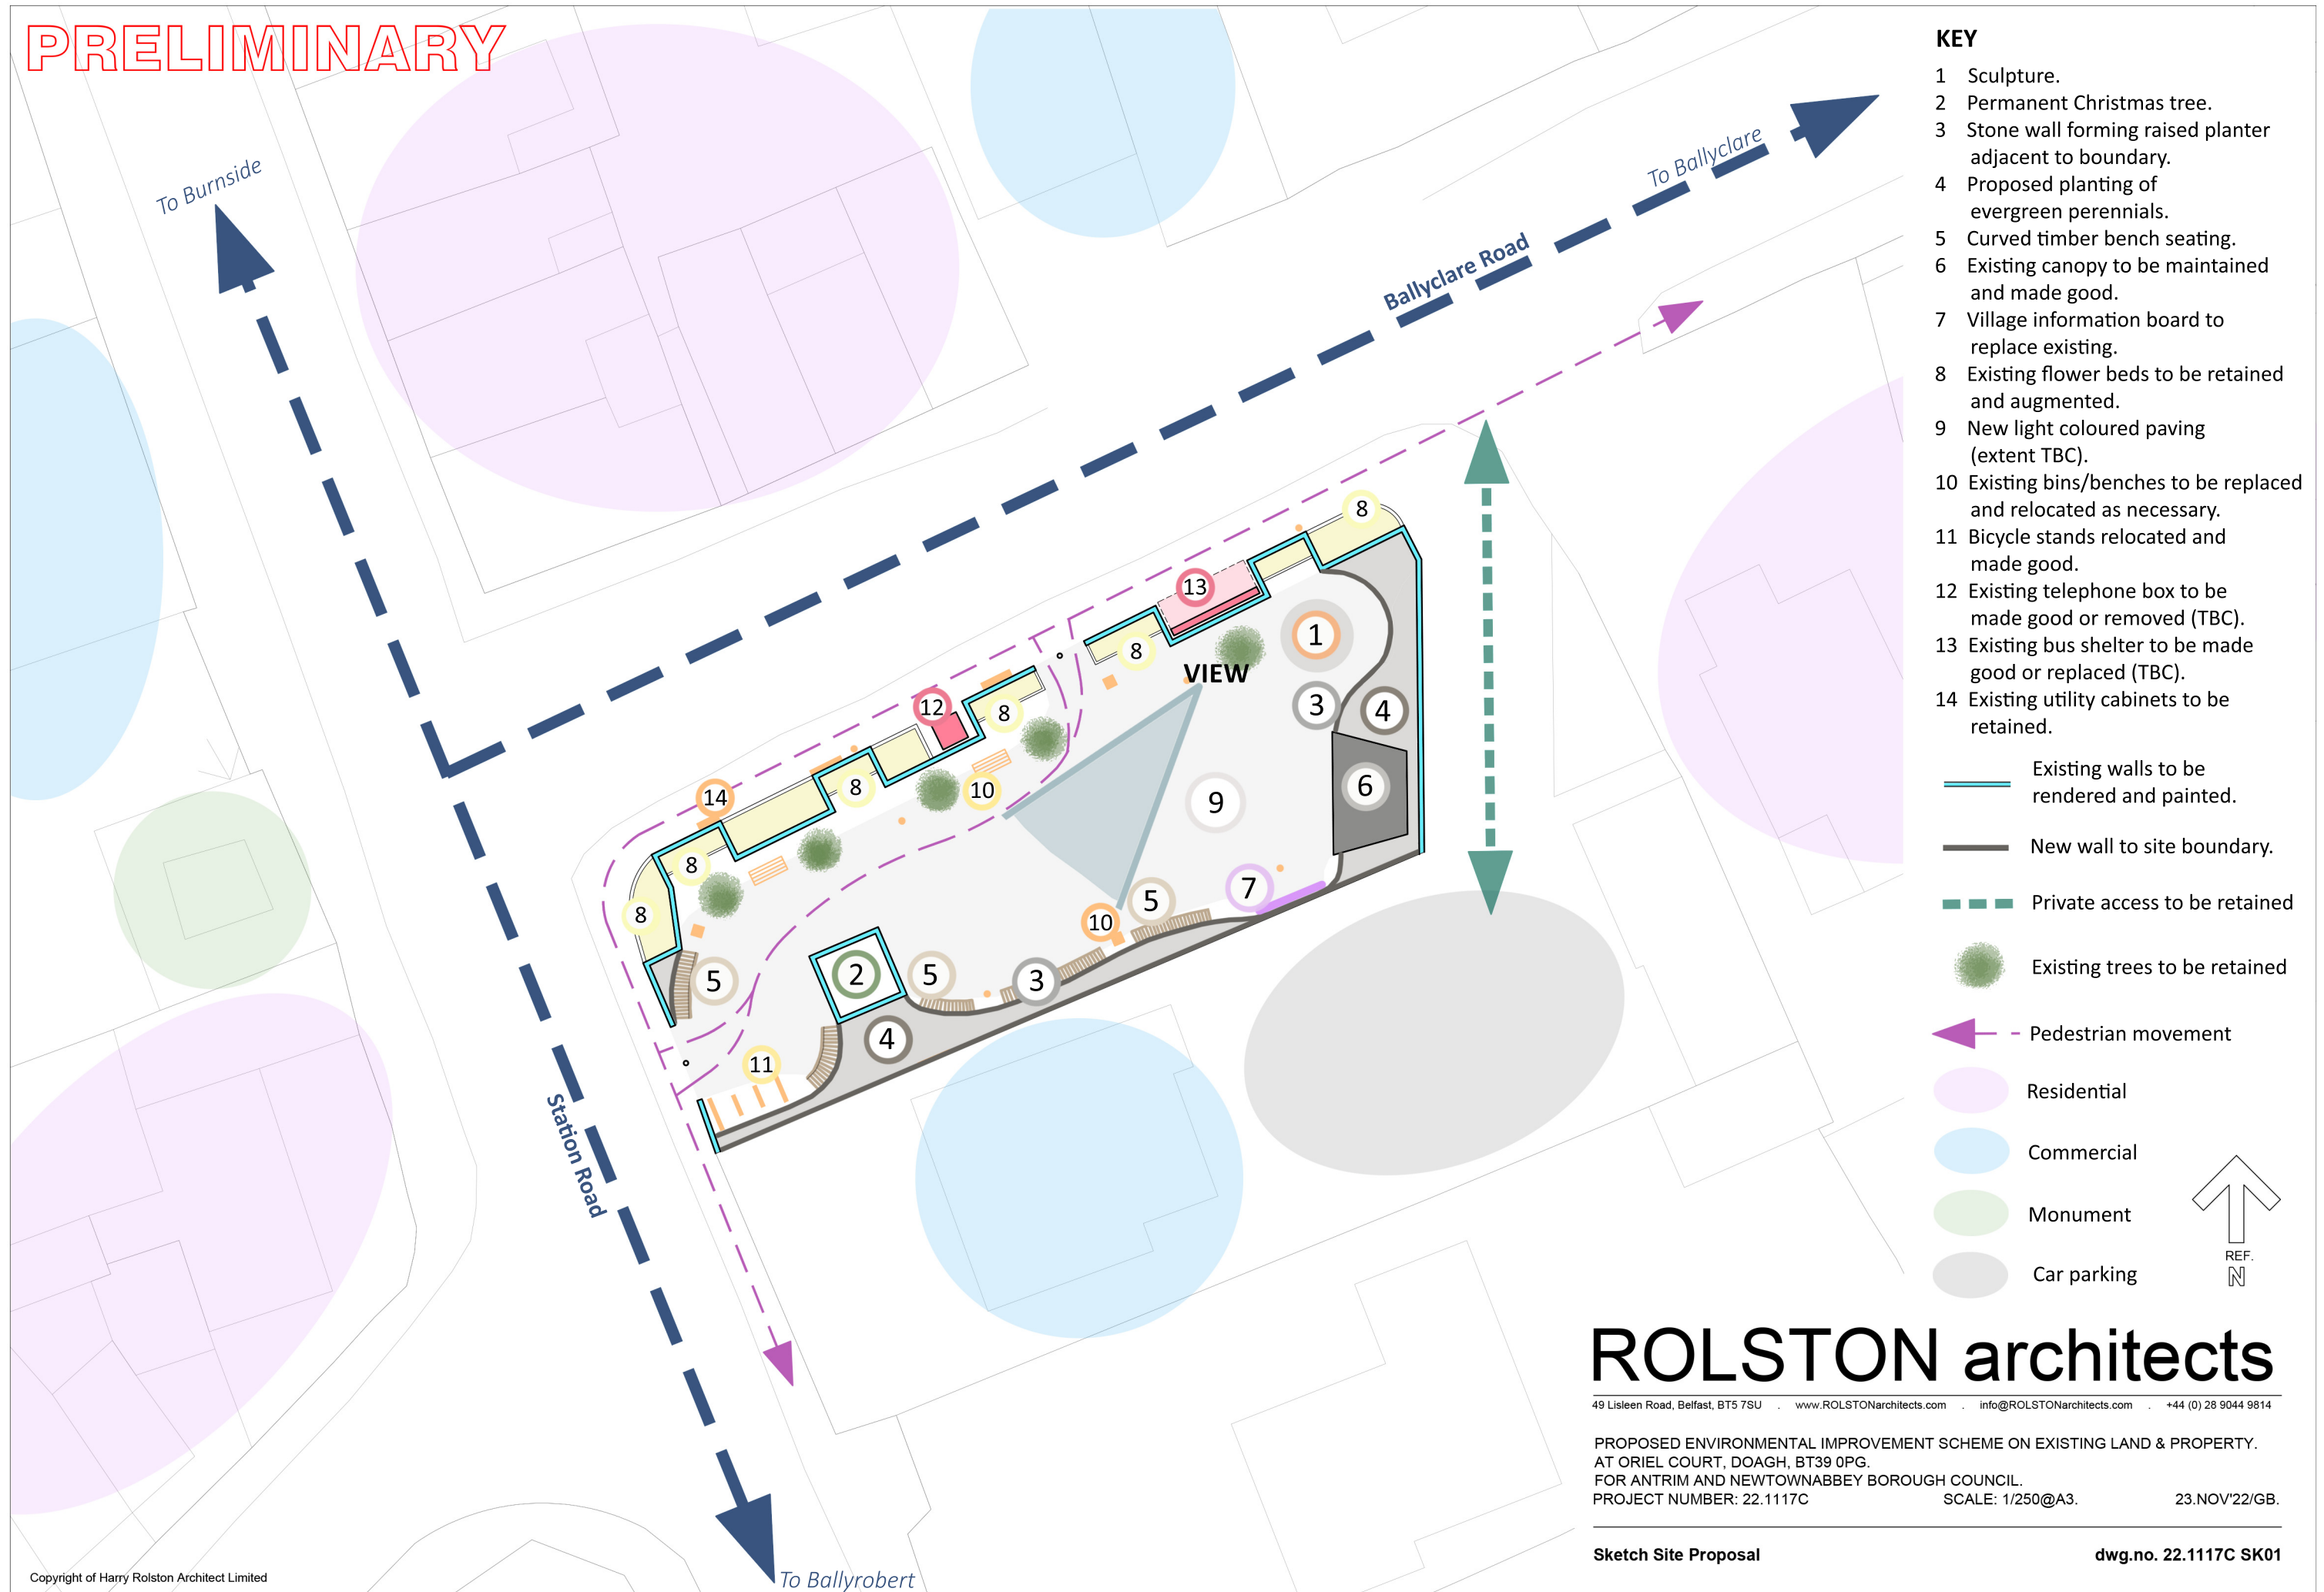 PRELIMINARY
To Burnside
To Ballyclare
Ballyclare Road
Station Road
To Ballyrobert
8
13
1
8
VIEW
12
8
3
4
14
8
10
6
9
8
7
5
8
10
5
2
5
3
4
11
KEY
1 Sculpture.
2 Permanent Christmas tree.
3 Stone wall forming raised planter
adjacent to boundary.
4 Proposed planting of
evergreen perennials.
5 Curved timber bench seating.
6 Existing canopy to be maintained
and made good.
7 Village information board to
replace existing.
8 Existing flower beds to be retained
and augmented.
9 New light coloured paving
(extent TBC).
10 Existing bins/benches to be replaced
and relocated as necessary.
11 Bicycle stands relocated and
made good.
12 Existing telephone box to be
made good or removed (TBC).
13 Existing bus shelter to be made
good or replaced (TBC).
14 Existing utility cabinets to be
retained.
Existing walls to be
rendered and painted.
New wall to site boundary.
Private access to be retained
Existing trees to be retained
Pedestrian movement
Residential
Commercial
Monument
Car parking
REF.
N
ROLSTON architects
49 Lisleen Road, Belfast, BT5 7SU . www.ROLSTONarchitects.com . info@ROLSTONarchitects.com . +44 (0) 28 9044 9814
PROPOSED ENVIRONMENTAL IMPROVEMENT SCHEME ON EXISTING LAND & PROPERTY.
AT ORIEL COURT, DOAGH, BT39 0PG.
FOR ANTRIM AND NEWTOWNABBEY BOROUGH COUNCIL.
PROJECT NUMBER: 22.1117C SCALE: 1/250@A3. 23.NOV'22/GB.
Sketch Site Proposal dwg.no. 22.1117C SK01
Copyright of Harry Rolston Architect Limited